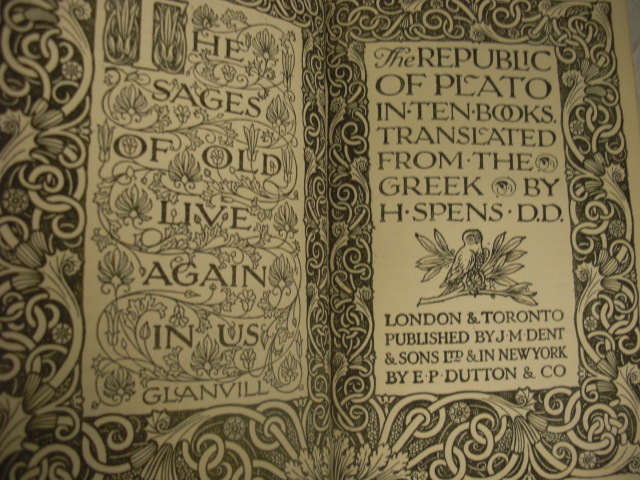 THE
SAGES
OF OLD
LIVE
AGAIN
IN US
GLANVILL
The REPUBLIC
OF PLATO
IN·TEN·BOOKS.
TRANSLATED
FROM·THE
GREEK BY
H·SPENS·D.D.
LONDON & TORONTO
PUBLISHED BY J·M DENT
& SONS LTD & IN NEW YORK
BY E·P·DUTTON & CO